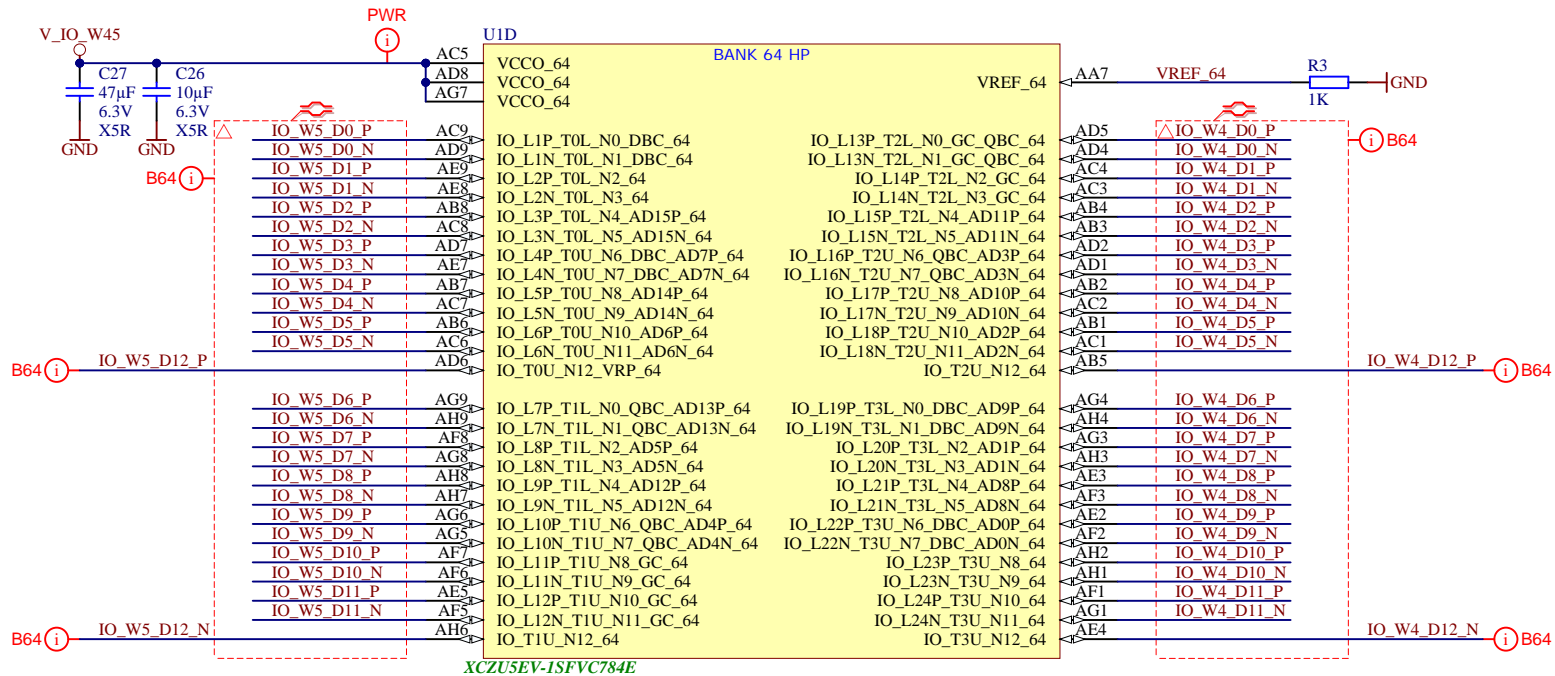 PWR
V_IO_W45
U1D
BANK 64 HP
C27 47µF 6.3V X5R GND
C26 10µF 6.3V X5R GND
AC5 VCCO_64
AD8 VCCO_64
AG7 VCCO_64
VREF_64 AA7 VREF_64 R3 1K GND
B64
B64
IO_W5_D0_P AC9 IO_L1P_T0L_N0_DBC_64 IO_L13P_T2L_N0_GC_QBC_64 AD5 IO_W4_D0_P
IO_W5_D0_N AD9 IO_L1N_T0L_N1_DBC_64 IO_L13N_T2L_N1_GC_QBC_64 AD4 IO_W4_D0_N
IO_W5_D1_P AE9 IO_L2P_T0L_N2_64 IO_L14P_T2L_N2_GC_64 AC4 IO_W4_D1_P
IO_W5_D1_N AE8 IO_L2N_T0L_N3_64 IO_L14N_T2L_N3_GC_64 AC3 IO_W4_D1_N
IO_W5_D2_P AB8 IO_L3P_T0L_N4_AD15P_64 IO_L15P_T2L_N4_AD11P_64 AB4 IO_W4_D2_P
IO_W5_D2_N AC8 IO_L3N_T0L_N5_AD15N_64 IO_L15N_T2L_N5_AD11N_64 AB3 IO_W4_D2_N
IO_W5_D3_P AD7 IO_L4P_T0U_N6_DBC_AD7P_64 IO_L16P_T2U_N6_QBC_AD3P_64 AD2 IO_W4_D3_P
IO_W5_D3_N AE7 IO_L4N_T0U_N7_DBC_AD7N_64 IO_L16N_T2U_N7_QBC_AD3N_64 AD1 IO_W4_D3_N
IO_W5_D4_P AB7 IO_L5P_T0U_N8_AD14P_64 IO_L17P_T2U_N8_AD10P_64 AB2 IO_W4_D4_P
IO_W5_D4_N AC7 IO_L5N_T0U_N9_AD14N_64 IO_L17N_T2U_N9_AD10N_64 AC2 IO_W4_D4_N
IO_W5_D5_P AB6 IO_L6P_T0U_N10_AD6P_64 IO_L18P_T2U_N10_AD2P_64 AB1 IO_W4_D5_P
IO_W5_D5_N AC6 IO_L6N_T0U_N11_AD6N_64 IO_L18N_T2U_N11_AD2N_64 AC1 IO_W4_D5_N
B64 IO_W5_D12_P AD6 IO_T0U_N12_VRP_64 IO_T2U_N12_64 AB5 IO_W4_D12_P B64
IO_W5_D6_P AG9 IO_L7P_T1L_N0_QBC_AD13P_64 IO_L19P_T3L_N0_DBC_AD9P_64 AG4 IO_W4_D6_P
IO_W5_D6_N AH9 IO_L7N_T1L_N1_QBC_AD13N_64 IO_L19N_T3L_N1_DBC_AD9N_64 AH4 IO_W4_D6_N
IO_W5_D7_P AF8 IO_L8P_T1L_N2_AD5P_64 IO_L20P_T3L_N2_AD1P_64 AG3 IO_W4_D7_P
IO_W5_D7_N AG8 IO_L8N_T1L_N3_AD5N_64 IO_L20N_T3L_N3_AD1N_64 AH3 IO_W4_D7_N
IO_W5_D8_P AH8 IO_L9P_T1L_N4_AD12P_64 IO_L21P_T3L_N4_AD8P_64 AE3 IO_W4_D8_P
IO_W5_D8_N AH7 IO_L9N_T1L_N5_AD12N_64 IO_L21N_T3L_N5_AD8N_64 AF3 IO_W4_D8_N
IO_W5_D9_P AG6 IO_L10P_T1U_N6_QBC_AD4P_64 IO_L22P_T3U_N6_DBC_AD0P_64 AE2 IO_W4_D9_P
IO_W5_D9_N AG5 IO_L10N_T1U_N7_QBC_AD4N_64 IO_L22N_T3U_N7_DBC_AD0N_64 AF2 IO_W4_D9_N
IO_W5_D10_P AF7 IO_L11P_T1U_N8_GC_64 IO_L23P_T3U_N8_64 AH2 IO_W4_D10_P
IO_W5_D10_N AF6 IO_L11N_T1U_N9_GC_64 IO_L23N_T3U_N9_64 AH1 IO_W4_D10_N
IO_W5_D11_P AE5 IO_L12P_T1U_N10_GC_64 IO_L24P_T3U_N10_64 AF1 IO_W4_D11_P
IO_W5_D11_N AF5 IO_L12N_T1U_N11_GC_64 IO_L24N_T3U_N11_64 AG1 IO_W4_D11_N
B64 IO_W5_D12_N AH6 IO_T1U_N12_64 IO_T3U_N12_64 AE4 IO_W4_D12_N B64
XCZU5EV-1SFVC784E